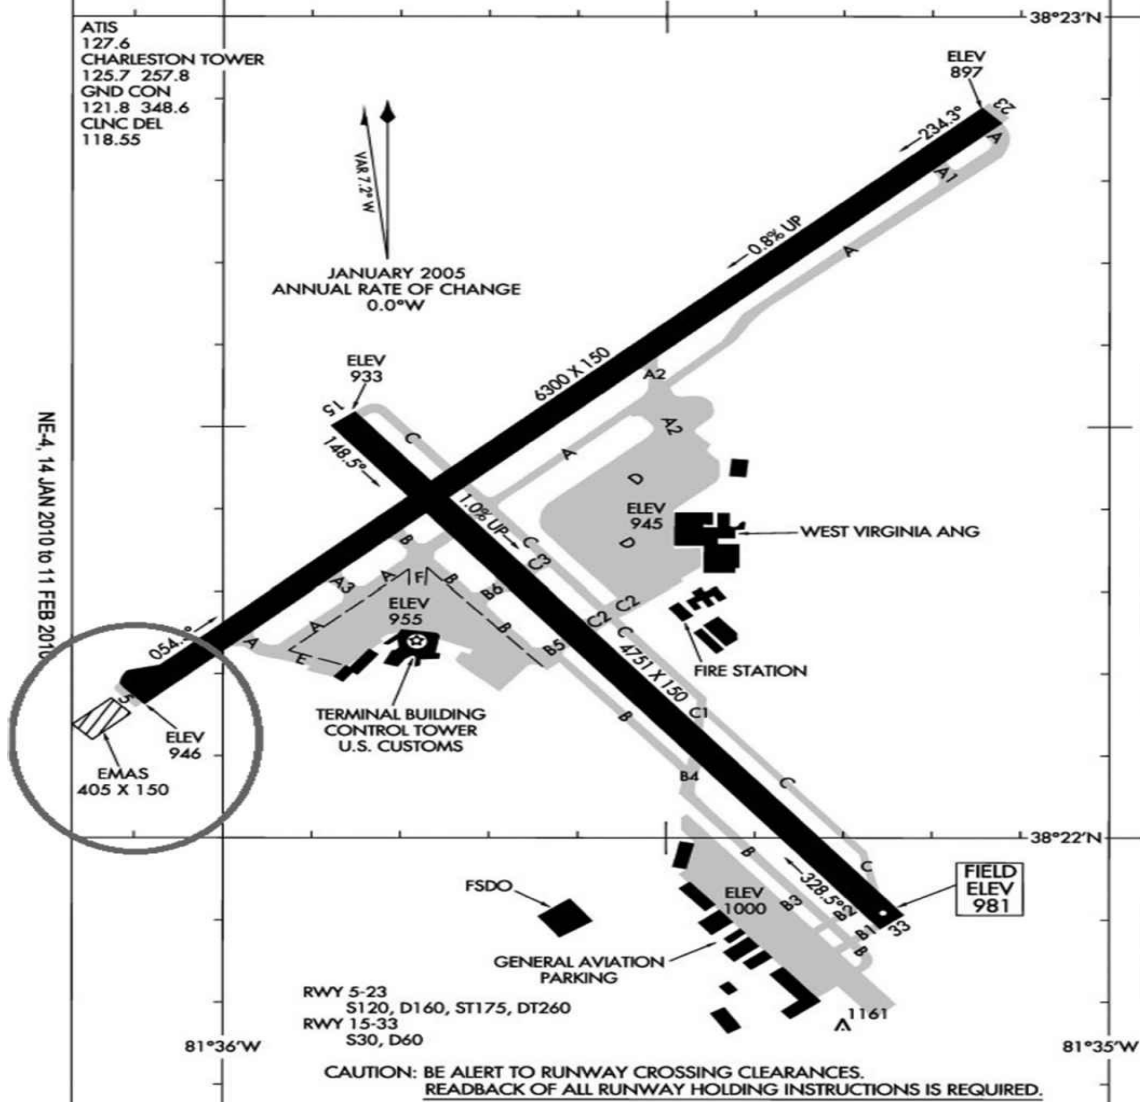 38°23'N
ATIS
127.6
CHARLESTON TOWER
125.7 257.8
GND CON
121.8 348.6
CLNC DEL
118.55
ELEV
897
23
234.3°
A
A1
VAR 7.2° W
0.8% UP
A
JANUARY 2005
ANNUAL RATE OF CHANGE
0.0°W
ELEV
933
6300 X 150
A2
15
C
A2
148.5°
A
D
NE-4, 14 JAN 2010 to 11 FEB 2010
1.0% UP
ELEV
945
WEST VIRGINIA ANG
B
C
D
C3
A3
A
F
B
B6
ELEV
955
C2
C2
A
B
C
A
E
B5
4751 X 150
FIRE STATION
054.
5
TERMINAL BUILDING
CONTROL TOWER
U.S. CUSTOMS
B
C1
ELEV
946
EMAS
405 X 150
B4
C
38°22'N
B
C
328.5°
FSDO
ELEV
1000
B3
B2
FIELD
ELEV
981
B1
33
B
GENERAL AVIATION
PARKING
RWY 5-23
S120, D160, ST175, DT260
RWY 15-33
S30, D60
1161
81°36'W
81°35'W
CAUTION: BE ALERT TO RUNWAY CROSSING CLEARANCES.
READBACK OF ALL RUNWAY HOLDING INSTRUCTIONS IS REQUIRED.